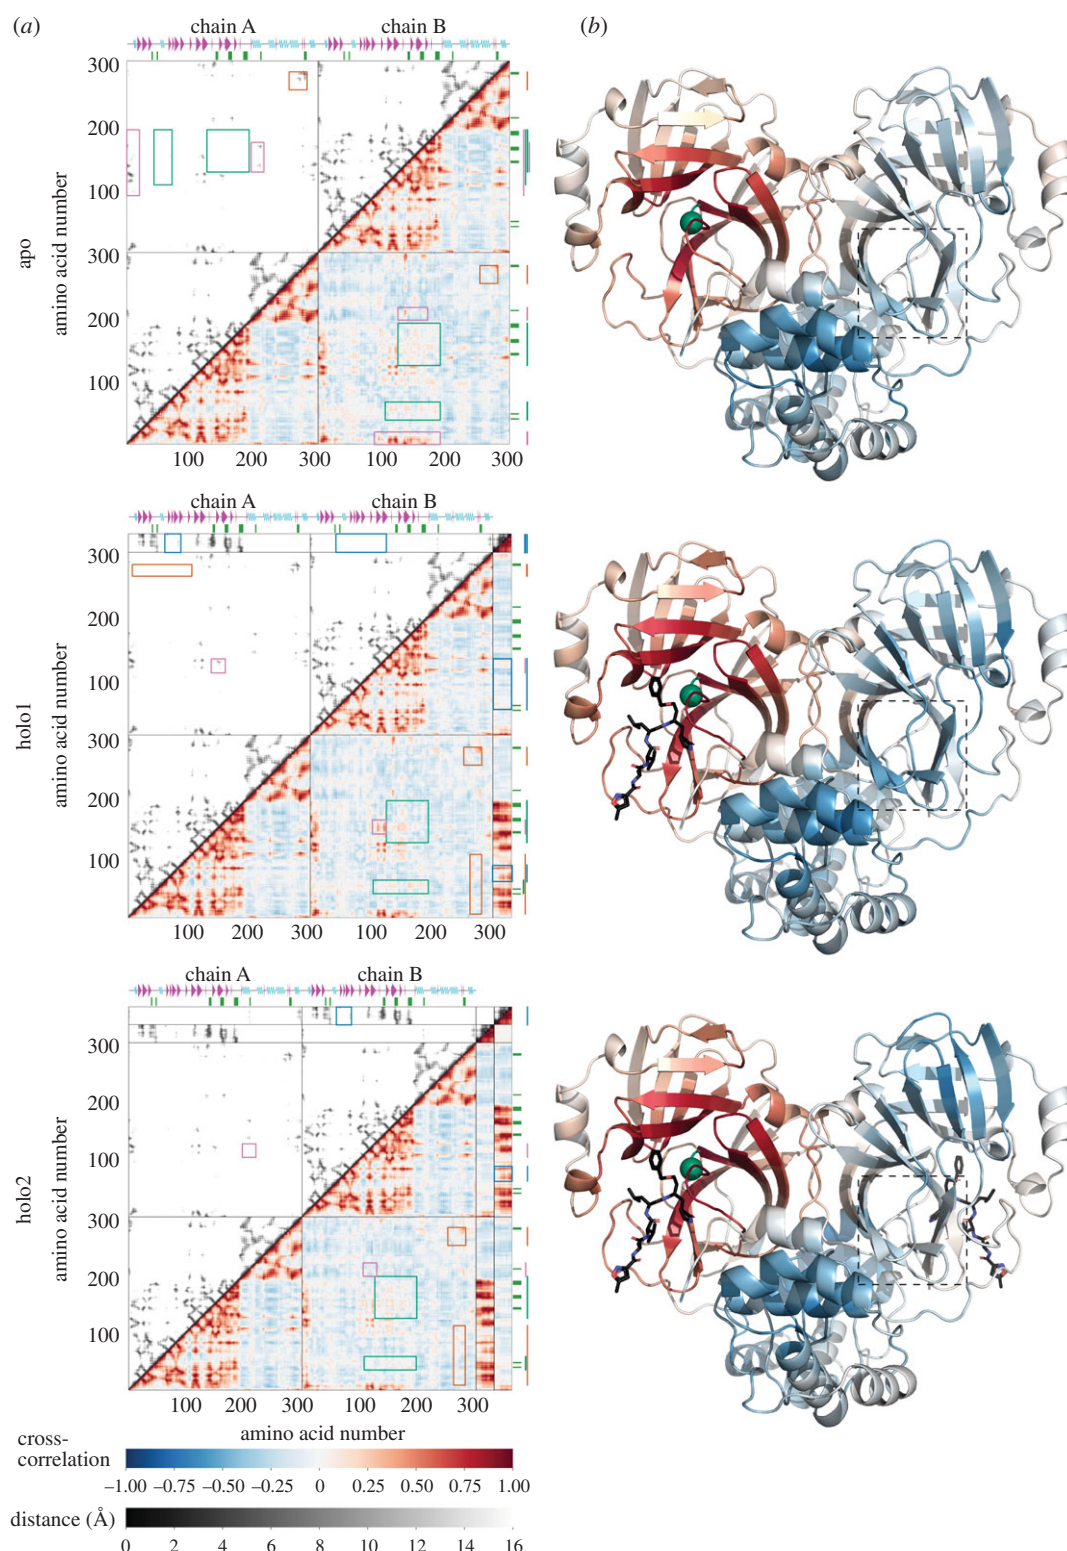 (a)
(b)
chain A chain B
300
200
100
300
200
100
apo
amino acid number
100 200 300 100 200 300
chain A chain B
300
200
100
300
200
100
holo1
amino acid number
100 200 300 100 200 300
chain A chain B
300
200
100
300
200
100
holo2
amino acid number
100 200 300 100 200 300
amino acid number
cross-
correlation
−1.00 −0.75 −0.50 −0.25 0 0.25 0.50 0.75 1.00
distance (Å)
0 2 4 6 8 10 12 14 16